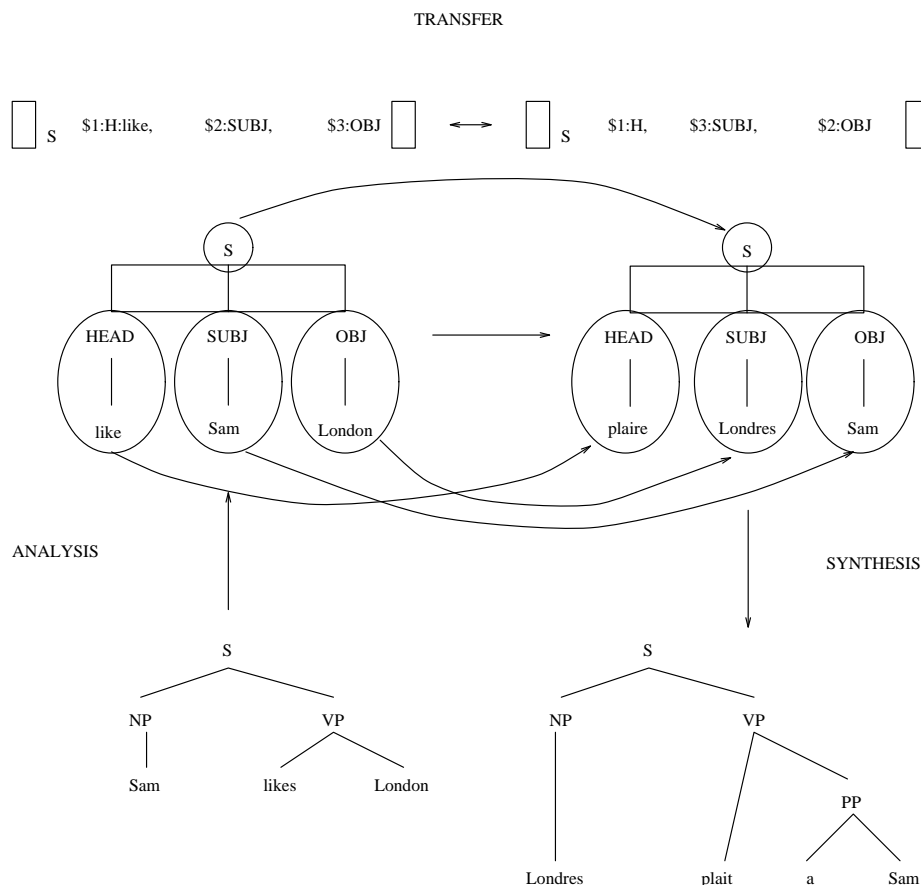 TRANSFER
S $1:H:like, $2:SUBJ, $3:OBJ S $1:H, $3:SUBJ, $2:OBJ
S S
HEAD SUBJ OBJ HEAD SUBJ OBJ
like Sam London plaire Londres Sam
ANALYSIS SYNTHESIS
S S
NP VP NP VP
Sam likes London
PP
Londres plait a Sam